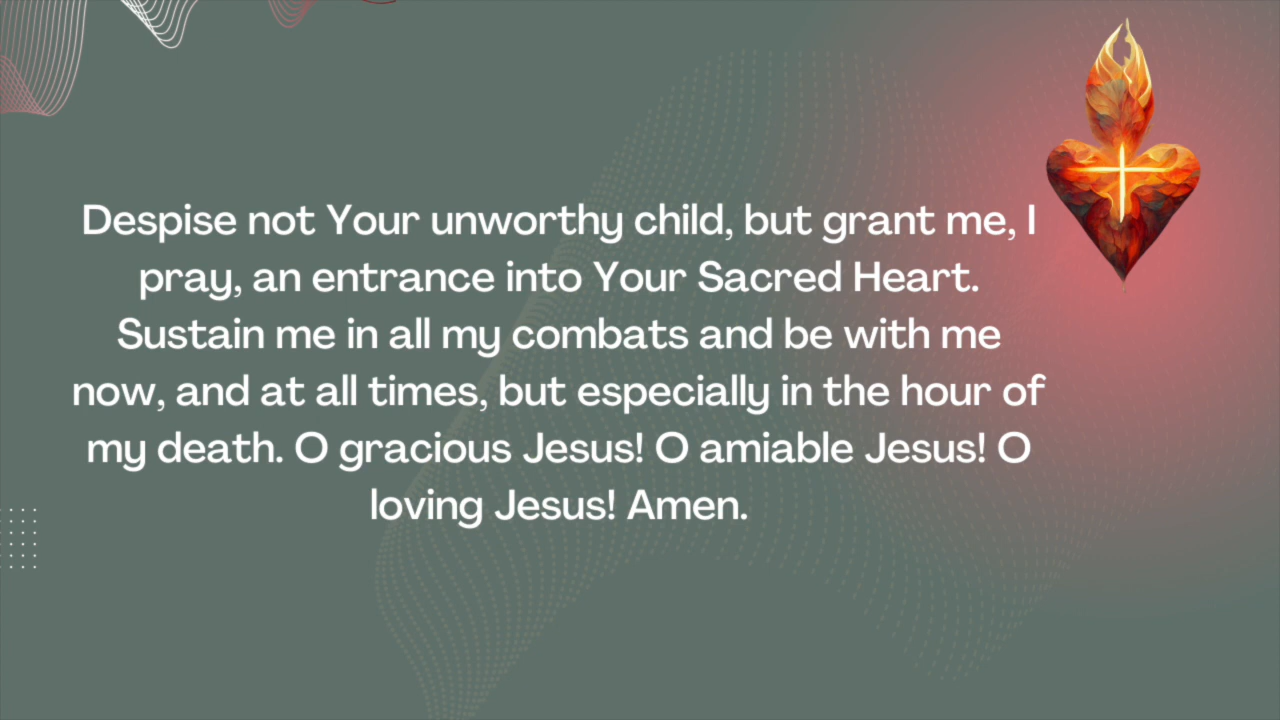 Despise not Your unworthy child, but grant me, I
pray, an entrance into Your Sacred Heart.
Sustain me in all my combats and be with me
now, and at all times, but especially in the hour of
my death. O gracious Jesus! O amiable Jesus! O
loving Jesus! Amen.